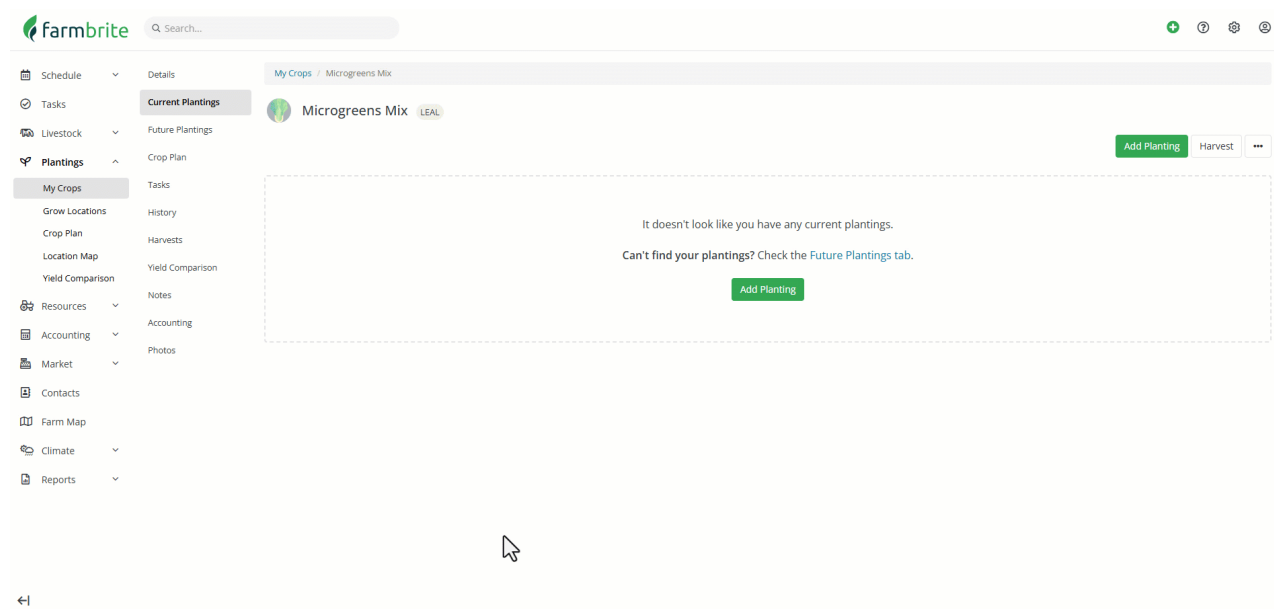 farmbrite
Search...
Schedule
Tasks
Livestock
Plantings
My Crops
Grow Locations
Crop Plan
Location Map
Yield Comparison
Resources
Accounting
Market
Contacts
Farm Map
Climate
Reports
Details
Current Plantings
Future Plantings
Crop Plan
Tasks
History
Harvests
Yield Comparison
Notes
Accounting
Photos
My Crops / Microgreens Mix
Microgreens Mix LEAL
Add Planting Harvest
It doesn't look like you have any current plantings.
Can't find your plantings? Check the Future Plantings tab.
Add Planting